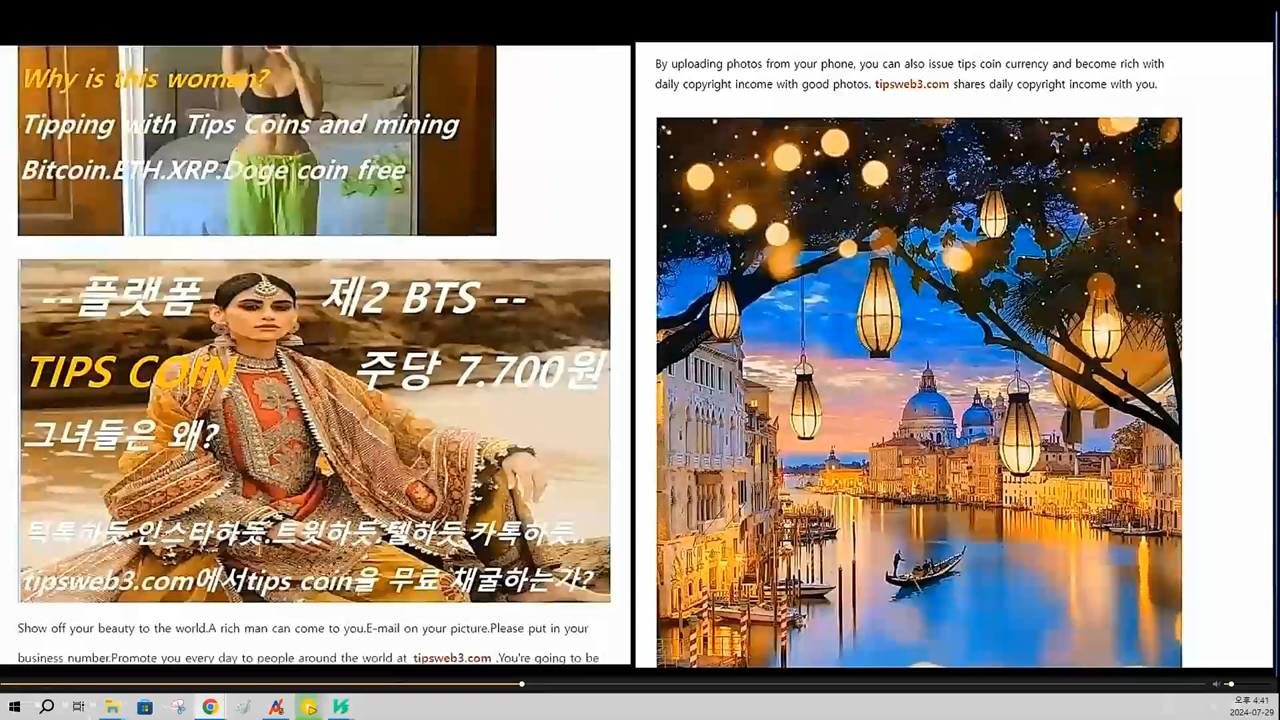 Why is this woman?
Tipping with Tips Coins and mining
Bitcoin.ETH.XRP.Doge coin free
--플랫폼 제2 BTS --
TIPS COIN 주당 7.700원
그녀들은 왜?
틱톡하듯.인스타하듯.트윗하듯.텔하듯.카톡하듯..
tipsweb3.com에서tips coin을 무료 채굴하는가?
Show off your beauty to the world.A rich man can come to you.E-mail on your picture.Please put in your
business number.Promote you every day to people around the world at tipsweb3.com .You're going to be
By uploading photos from your phone, you can also issue tips coin currency and become rich with
daily copyright income with good photos. tipsweb3.com shares daily copyright income with you.
오후 4:41
2024-07-29